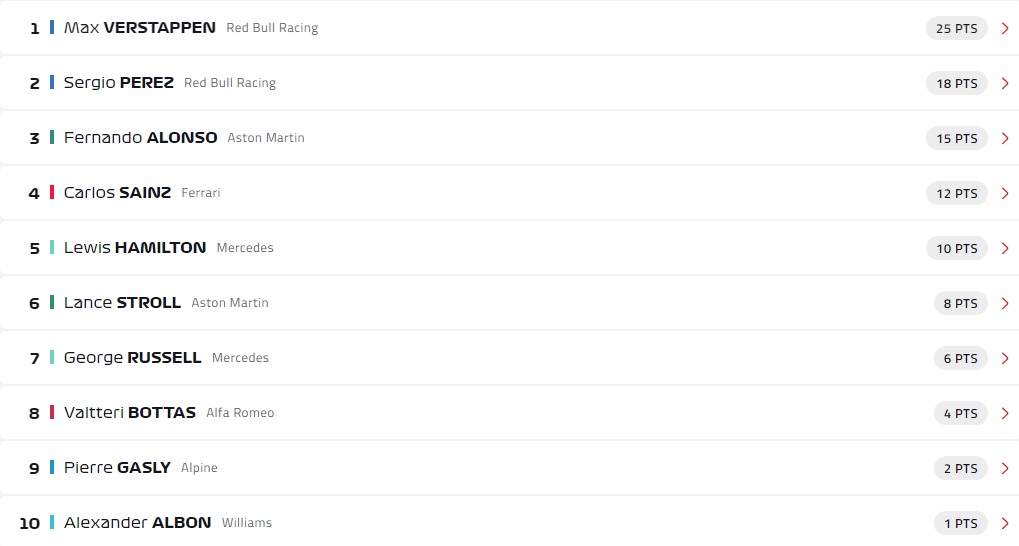 1 Max VERSTAPPEN Red Bull Racing 25 PTS
2 Sergio PEREZ Red Bull Racing 18 PTS
3 Fernando ALONSO Aston Martin 15 PTS
4 Carlos SAINZ Ferrari 12 PTS
5 Lewis HAMILTON Mercedes 10 PTS
6 Lance STROLL Aston Martin 8 PTS
7 George RUSSELL Mercedes 6 PTS
8 Valtteri BOTTAS Alfa Romeo 4 PTS
9 Pierre GASLY Alpine 2 PTS
10 Alexander ALBON Williams 1 PTS